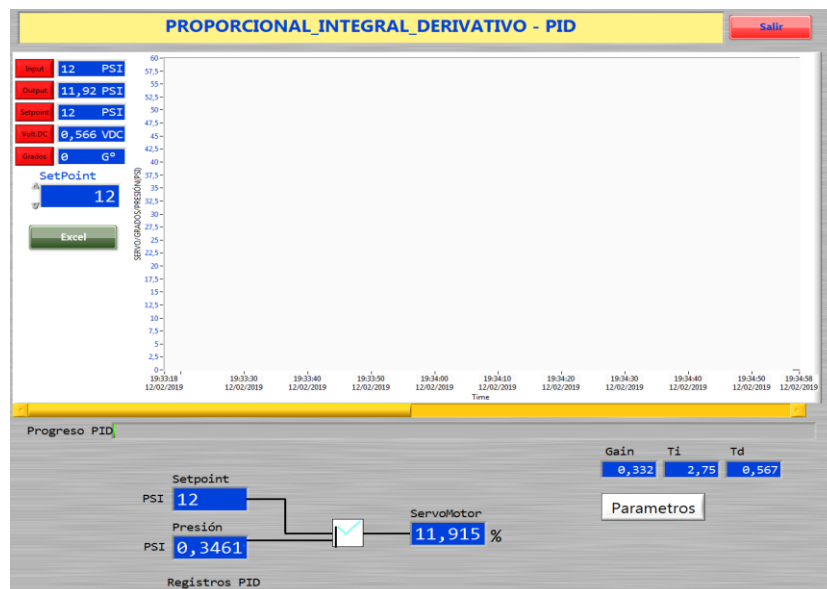 PROPORCIONAL_INTEGRAL_DERIVATIVO - PID
Salir
Input 12 PSI
Output 11,92 PSI
Setpoint 12 PSI
Volt.DC 0,566 VDC
Grados 0 G°
SetPoint
12
Excel
SERVO/GRADOS/PRESIÓN(PSI)
60
57,5
55
52,5
50
47,5
45
42,5
40
37,5
35
32,5
30
27,5
25
22,5
20
17,5
15
12,5
10
7,5
5
2,5
0
19:33:18 19:33:30 19:33:40 19:33:50 19:34:00 19:34:10 19:34:20 19:34:30 19:34:40 19:34:50 19:34:58
12/02/2019 12/02/2019 12/02/2019 12/02/2019 12/02/2019 12/02/2019 12/02/2019 12/02/2019 12/02/2019 12/02/2019 12/02/2019
Time
Progreso PID
Gain Ti Td
0,332 2,75 0,567
Parametros
Setpoint
PSI 12
Presión
PSI 0,3461
ServoMotor
11,915 %
Registros PID